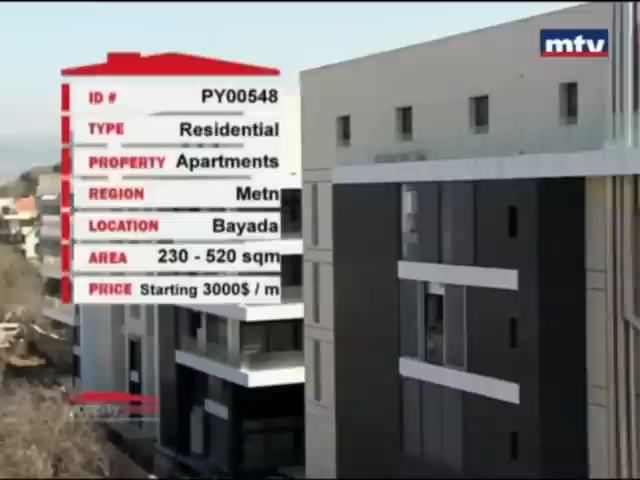 mtv
ID # PY00548
TYPE Residential
PROPERTY Apartments
REGION Metn
LOCATION Bayada
AREA 230 - 520 sqm
PRICE Starting 3000$ / m